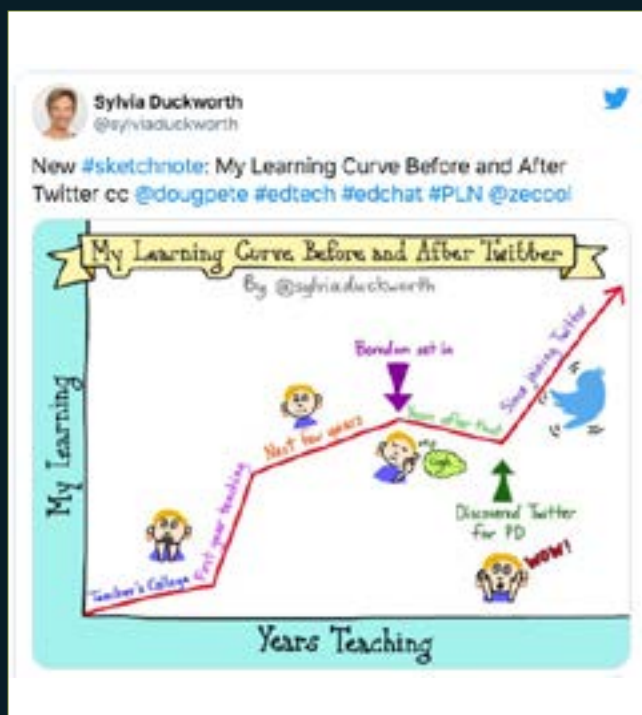 Sylvia Duckworth
@sylviaduckworth
New #sketchnote: My Learning Curve Before and After
Twitter cc @dougpete #edtech #edchat #PLN @zecool
My Learning Curve Before and After Twitter
By @sylviaduckworth
Since joining Twitter
Boredom set in
Next few years
Soon after that
My Learning
First year teaching
Discovered Twitter
for PD
WOW!
Teacher's College
Years Teaching